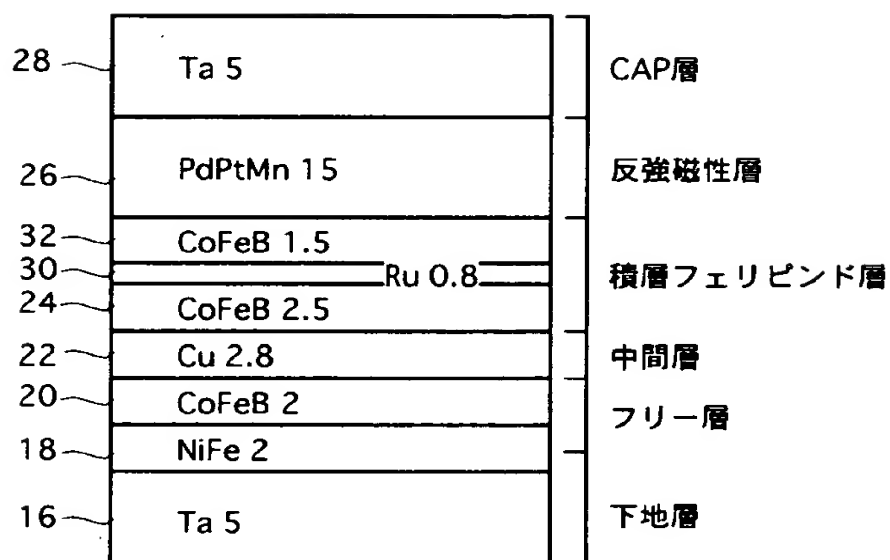 28 Ta 5 CAP層
26 PdPtMn 15 反強磁性層
32 CoFeB 1.5
30 Ru 0.8 積層フェリピンド層
24 CoFeB 2.5
22 Cu 2.8 中間層
20 CoFeB 2 フリー層
18 NiFe 2
16 Ta 5 下地層